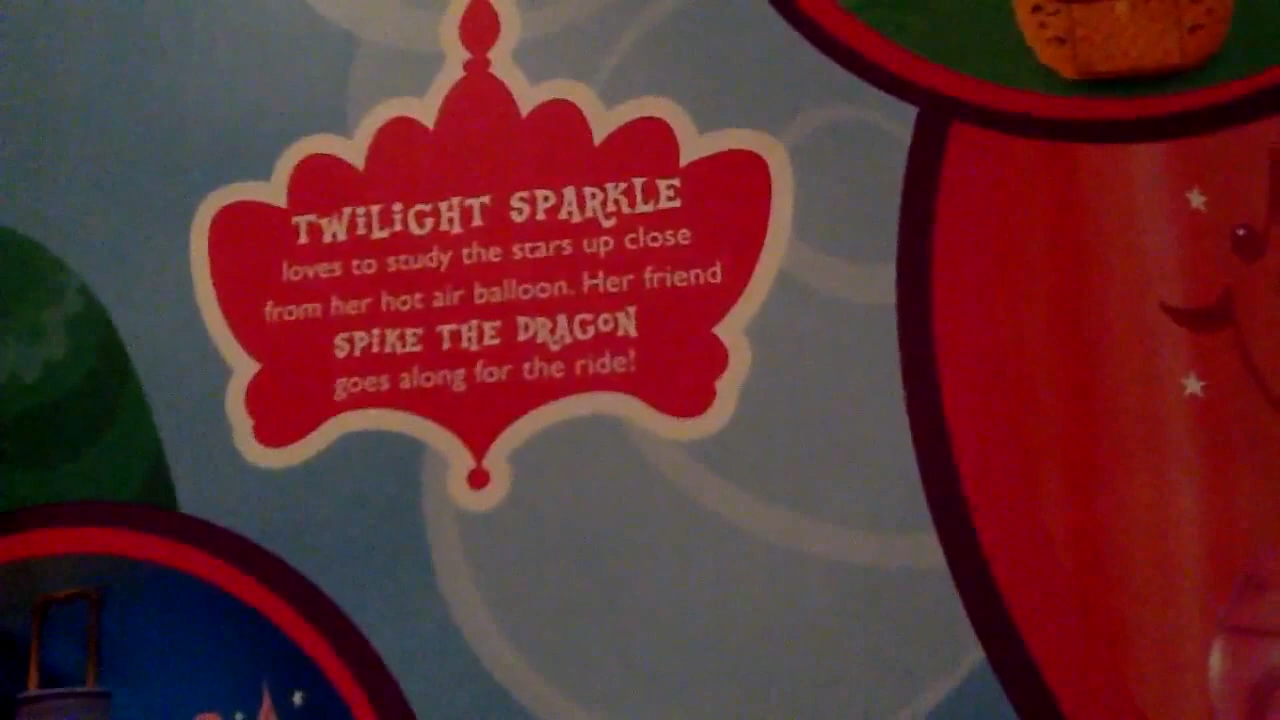 TWiLiGHT SPARKLE
loves to study the stars up close
from her hot air balloon. Her friend
SPiKE THE DRAGON
goes along for the ride!